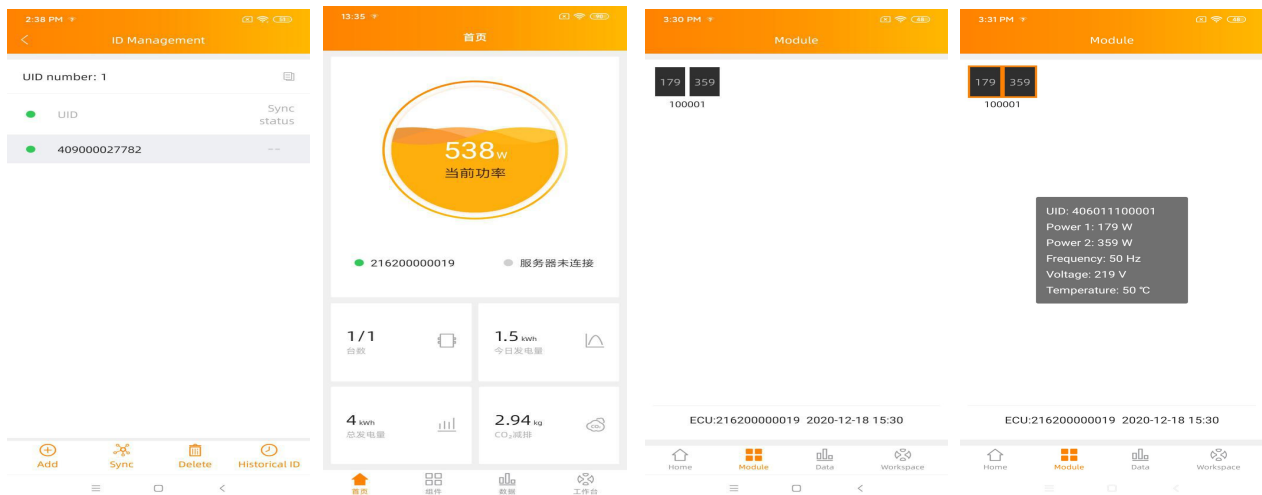 2:38 PM
ID Management
UID number: 1
UID
Sync
status
409000027782
--
Add
Sync
Delete
Historical ID
13:35
首页
538w
当前功率
216200000019
服务器未连接
1/1
台数
1.5 kWh
今日发电量
4 kWh
总发电量
2.94 kg
CO₂减排
首页
组件
数据
工作台
3:30 PM
Module
179
359
100001
ECU:216200000019 2020-12-18 15:30
Home
Module
Data
Workspace
3:31 PM
Module
179
359
100001
UID: 406011100001
Power 1: 179 W
Power 2: 359 W
Frequency: 50 Hz
Voltage: 219 V
Temperature: 50 ℃
ECU:216200000019 2020-12-18 15:30
Home
Module
Data
Workspace